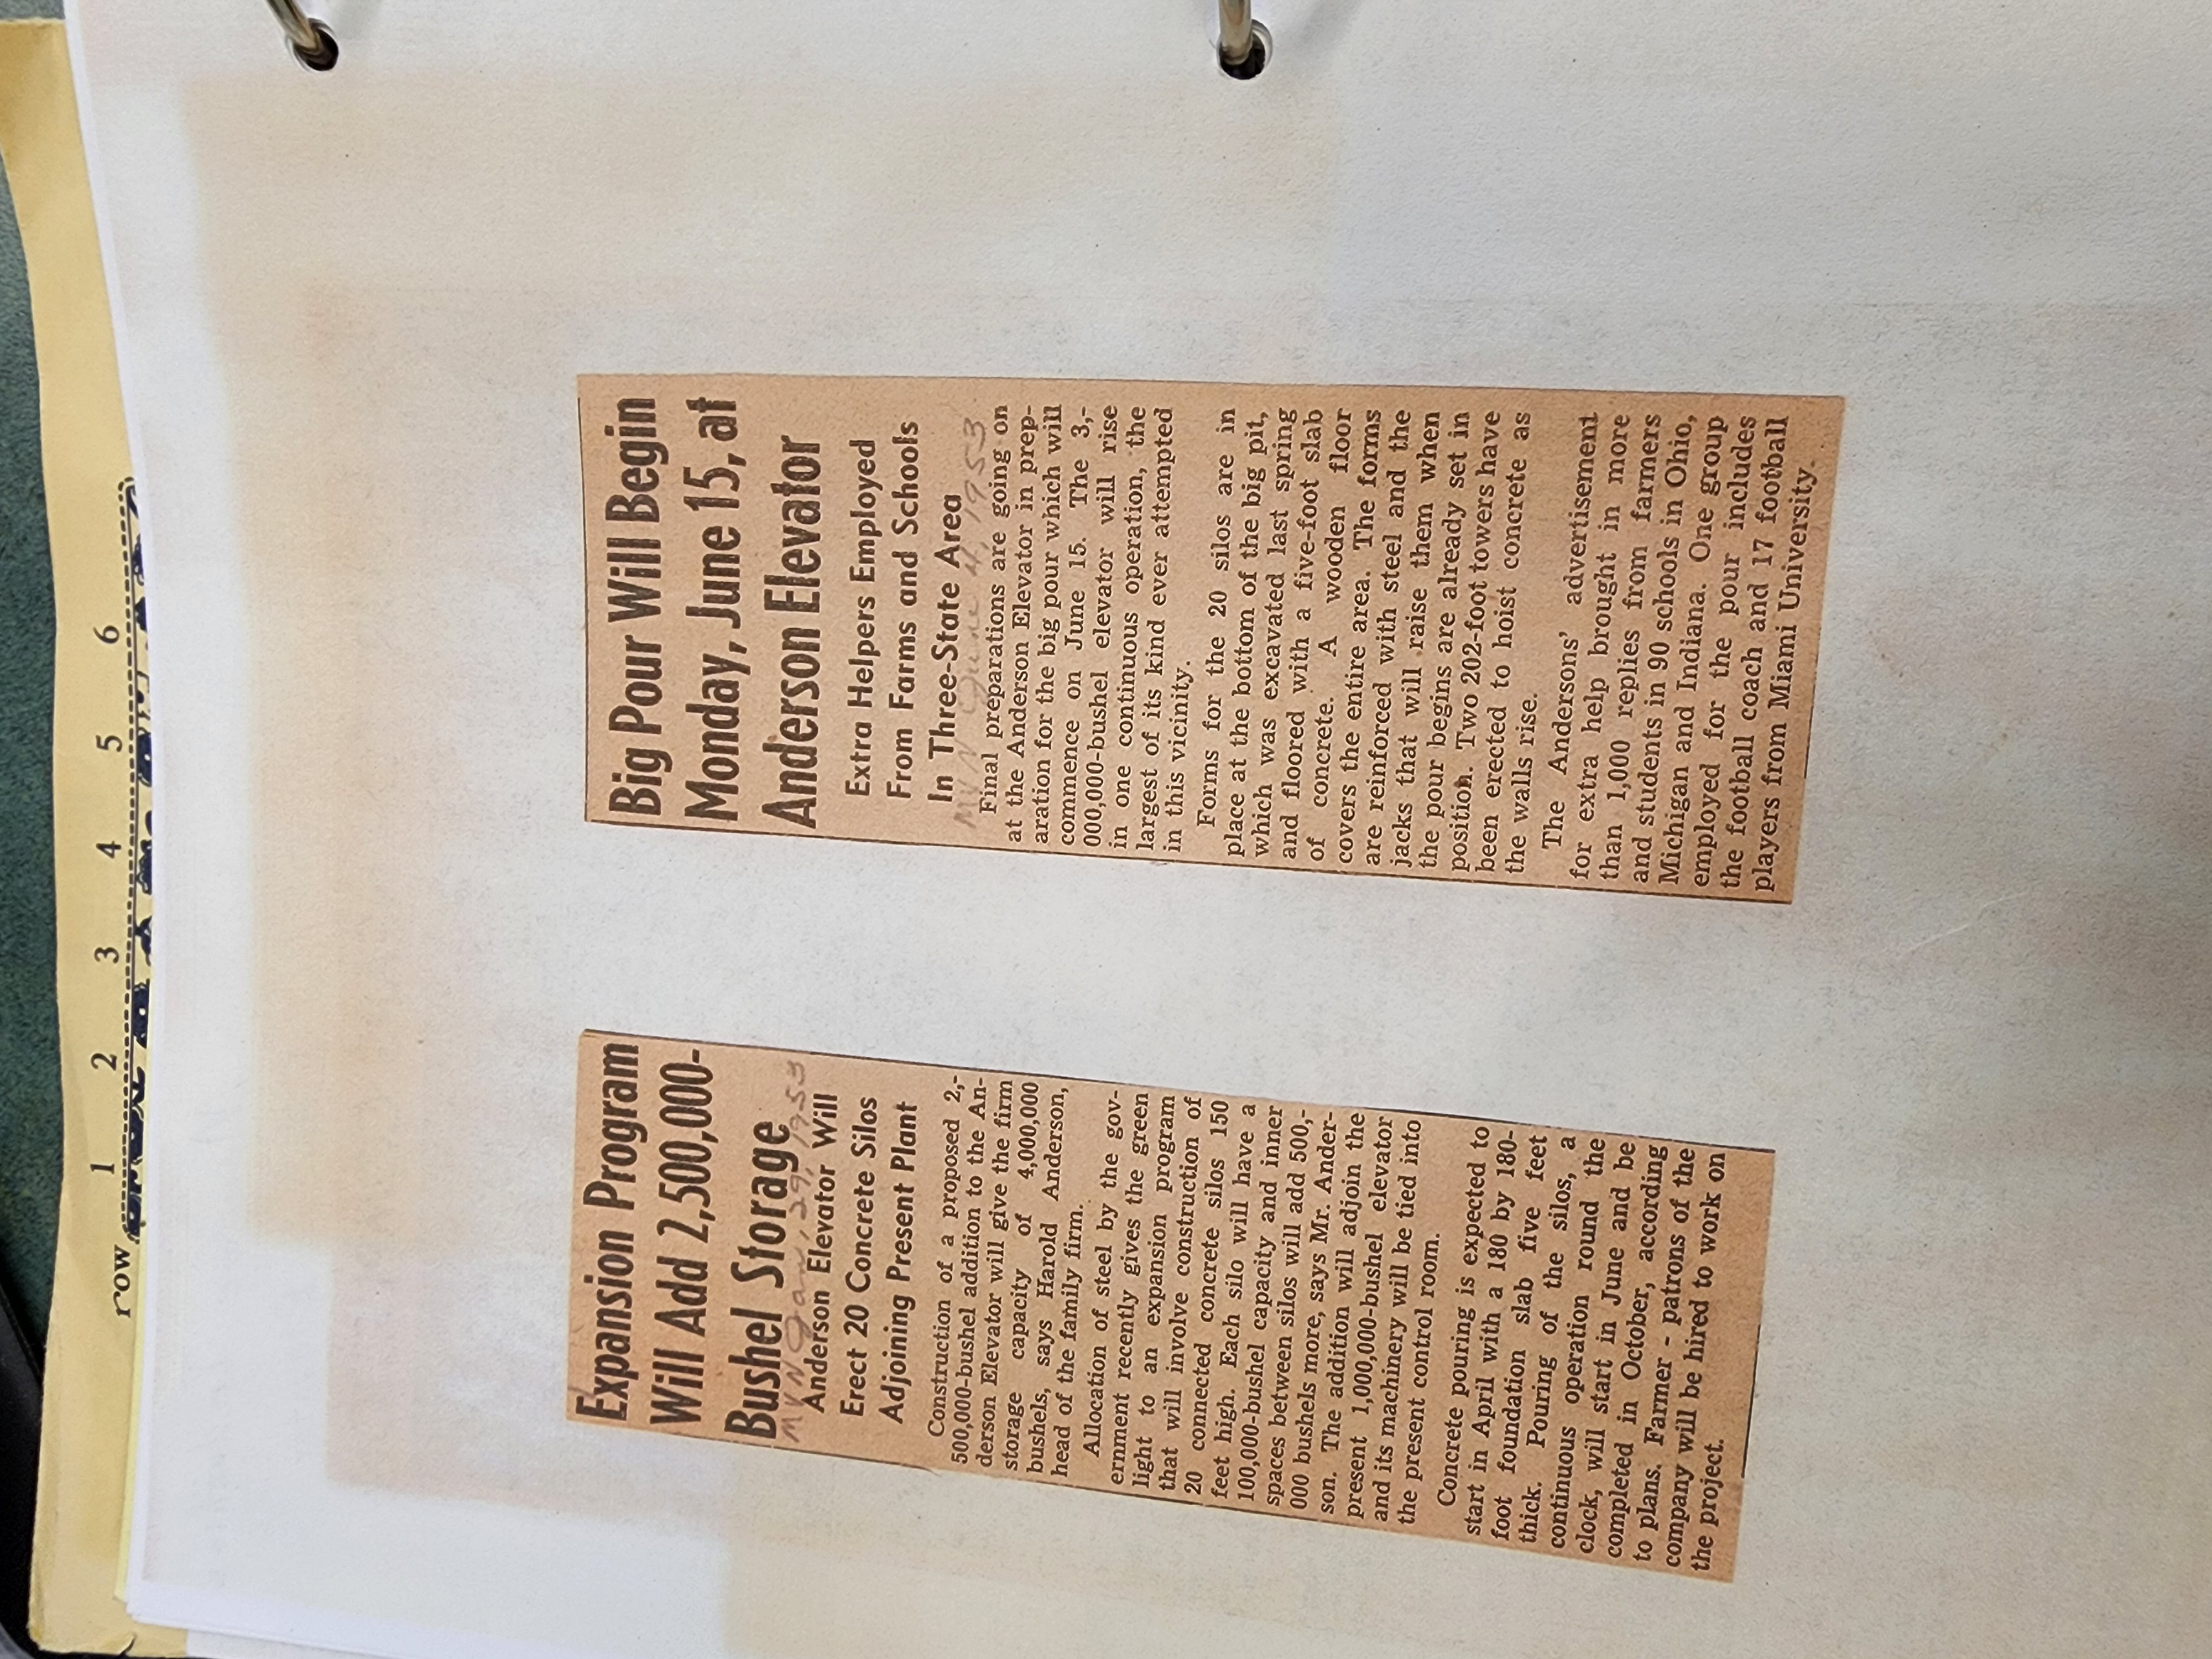 row 1 2 3 4 5 6
Expansion Program
Will Add 2,500,000-
Bushel Storage
MVN Jan. 29, 1953
Anderson Elevator Will
Erect 20 Concrete Silos
Adjoining Present Plant
Construction of a proposed 2,-
500,000-bushel addition to the An-
derson Elevator will give the firm
storage capacity of 4,000,000
bushels, says Harold Anderson,
head of the family firm.
Allocation of steel by the gov-
ernment recently gives the green
light to an expansion program
that will involve construction of
20 connected concrete silos 150
feet high. Each silo will have a
100,000-bushel capacity and inner
spaces between silos will add 500,-
000 bushels more, says Mr. Ander-
son. The addition will adjoin the
present 1,000,000-bushel elevator
and its machinery will be tied into
the present control room.
Concrete pouring is expected to
start in April with a 180 by 180-
foot foundation slab five feet
thick. Pouring of the silos, a
continuous operation round the
clock, will start in June and be
completed in October, according
to plans. Farmer - patrons of the
company will be hired to work on
the project.
Big Pour Will Begin
Monday, June 15, at
Anderson Elevator
Extra Helpers Employed
From Farms and Schools
In Three-State Area
MVN June 4, 1953
Final preparations are going on
at the Anderson Elevator in prep-
aration for the big pour which will
commence on June 15. The 3,-
000,000-bushel elevator will rise
in one continuous operation, the
largest of its kind ever attempted
in this vicinity.
Forms for the 20 silos are in
place at the bottom of the big pit,
which was excavated last spring
and floored with a five-foot slab
of concrete. A wooden floor
covers the entire area. The forms
are reinforced with steel and the
jacks that will raise them when
the pour begins are already set in
position. Two 202-foot towers have
been erected to hoist concrete as
the walls rise.
The Andersons' advertisement
for extra help brought in more
than 1,000 replies from farmers
and students in 90 schools in Ohio,
Michigan and Indiana. One group
employed for the pour includes
the football coach and 17 football
players from Miami University.